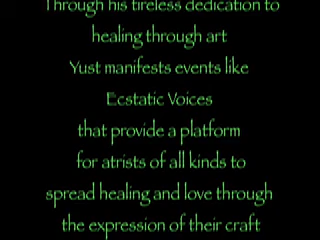 Through his tireless dedication to
healing through art
Yust manifests events like
Ecstatic Voices
that provide a platform
for atrists of all kinds to
spread healing and love through
the expression of their craft